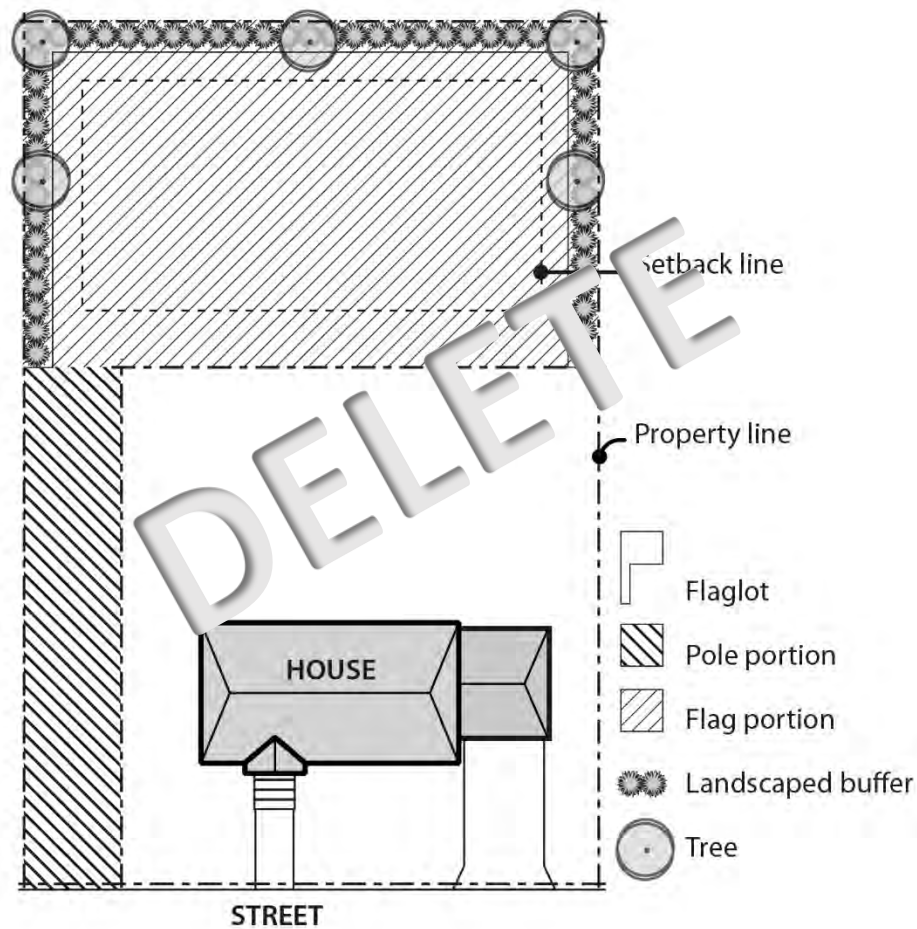 Setback line
DELETE
Property line
Flaglot
HOUSE
Pole portion
Flag portion
Landscaped buffer
Tree
STREET